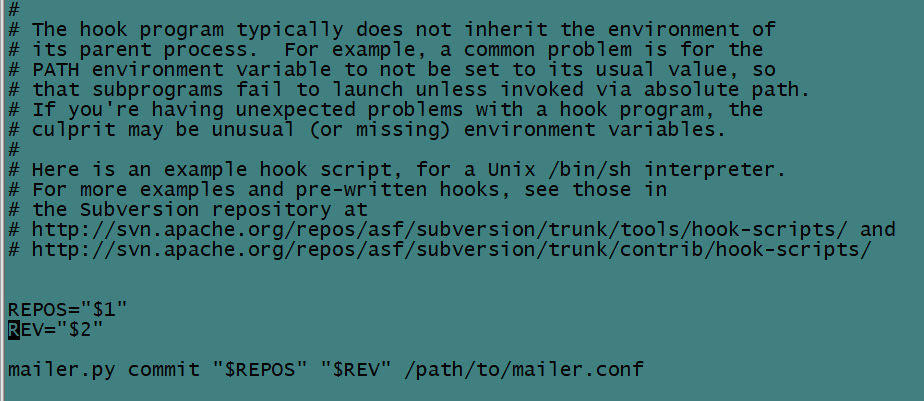 #
# The hook program typically does not inherit the environment of
# its parent process.  For example, a common problem is for the
# PATH environment variable to not be set to its usual value, so
# that subprograms fail to launch unless invoked via absolute path.
# If you're having unexpected problems with a hook program, the
# culprit may be unusual (or missing) environment variables.
#
# Here is an example hook script, for a Unix /bin/sh interpreter.
# For more examples and pre-written hooks, see those in
# the Subversion repository at
# http://svn.apache.org/repos/asf/subversion/trunk/tools/hook-scripts/ and
# http://svn.apache.org/repos/asf/subversion/trunk/contrib/hook-scripts/
REPOS="$1"
REV="$2"
mailer.py commit "$REPOS" "$REV" /path/to/mailer.conf